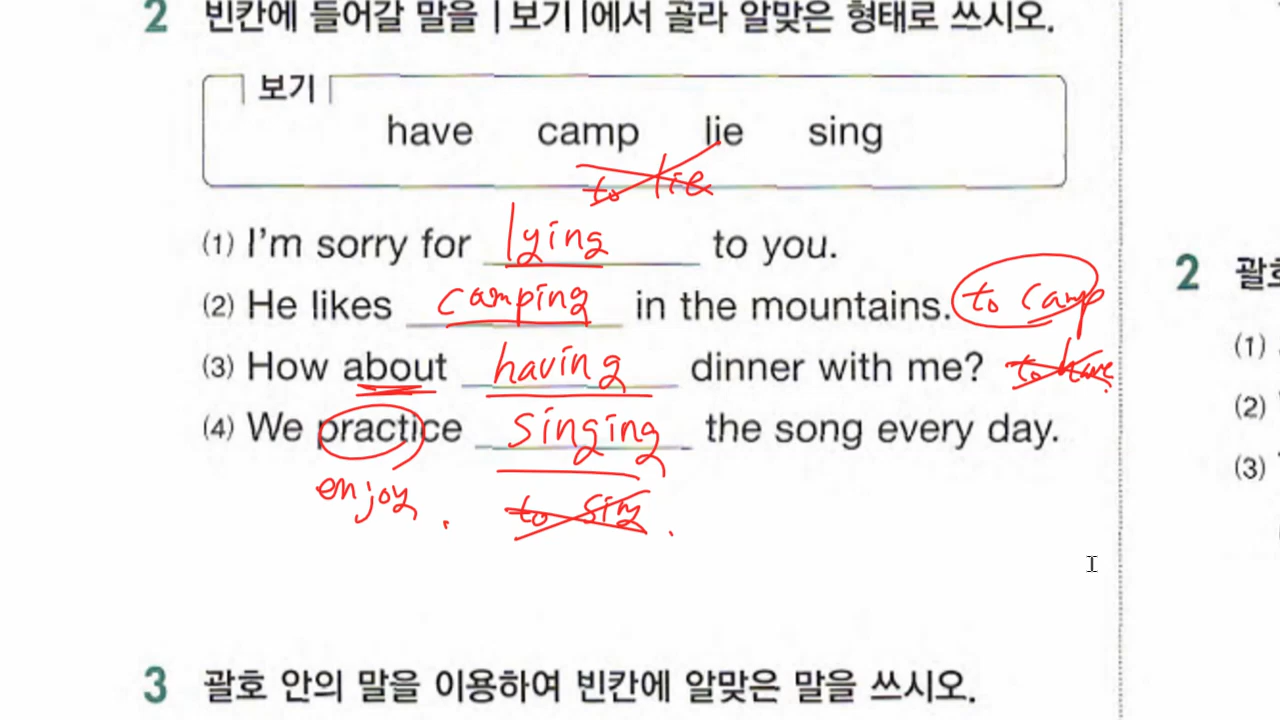 2 빈칸에 들어갈 말을 | 보기 |에서 골라 알맞은 형태로 쓰시오.
보기
have camp lie sing
to lie
(1) I'm sorry for lying to you.
(2) He likes camping in the mountains. to camp
(3) How about having dinner with me? to have
(4) We practice singing the song every day.
enjoy. to sing.
3 괄호 안의 말을 이용하여 빈칸에 알맞은 말을 쓰시오.
2
(1)
(2)
(3)